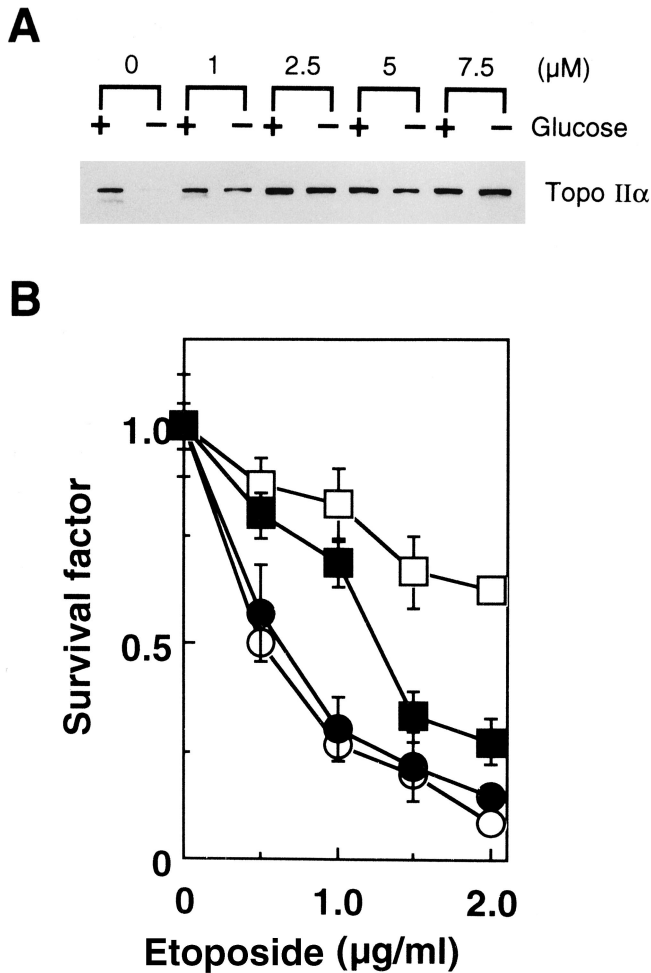 A
0 1 2.5 5 7.5 (µM)
+ − + − + − + − + − Glucose
Topo IIα
B
1.0
0.5
0
Survival factor
0 1.0 2.0
Etoposide (µg/ml)